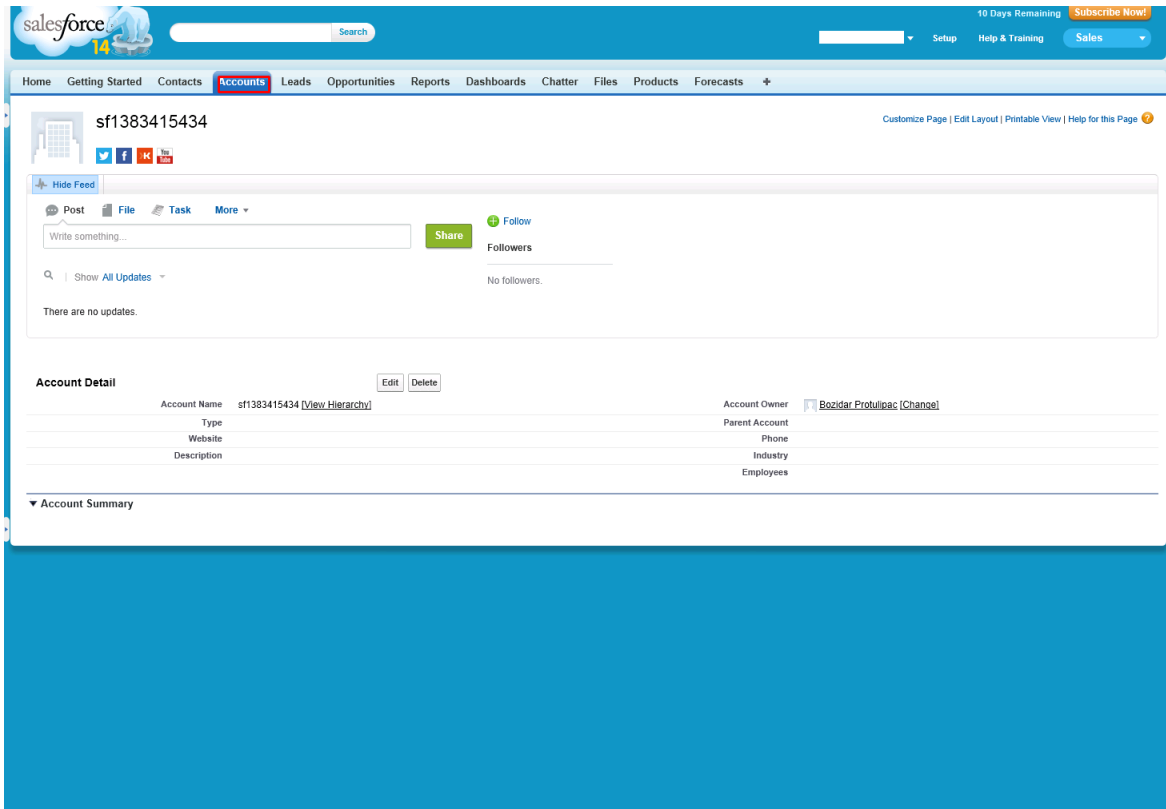 10 Days Remaining Subscribe Now!
salesforce
14
Search
Setup Help & Training Sales
Home Getting Started Contacts Accounts Leads Opportunities Reports Dashboards Chatter Files Products Forecasts +
sf1383415434
Customize Page | Edit Layout | Printable View | Help for this Page ?
You Tube
Hide Feed
Post File Task More
Write something... Share
Follow
Followers
Show All Updates
No followers.
There are no updates.
Account Detail Edit Delete
Account Name sf1383415434 [View Hierarchy] Account Owner Bozidar Protulipac [Change]
Type Parent Account
Website Phone
Description Industry
Employees
Account Summary